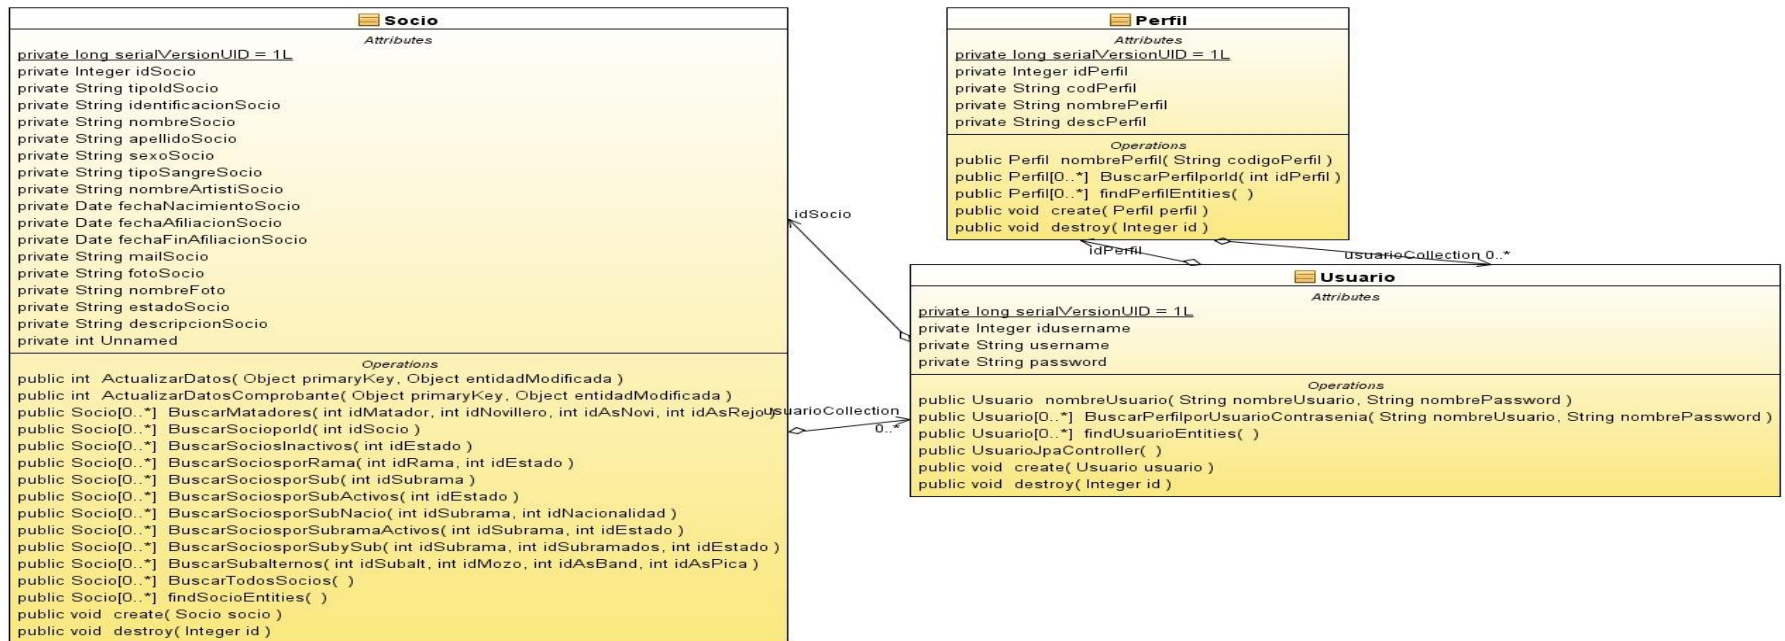 Socio
Attributes
private long serialVersionUID = 1L
private Integer idSocio
private String tipoIdSocio
private String identificacionSocio
private String nombreSocio
private String apellidoSocio
private String sexoSocio
private String tipoSangreSocio
private String nombreArtistiSocio
private Date fechaNacimientoSocio
private Date fechaAfiliacionSocio
private Date fechaFinAfiliacionSocio
private String mailSocio
private String fotoSocio
private String nombreFoto
private String estadoSocio
private String descripcionSocio
private int Unnamed
Operations
public int ActualizarDatos( Object primaryKey, Object entidadModificada )
public int ActualizarDatosComprobante( Object primaryKey, Object entidadModificada )
public Socio[0..*] BuscarMatadores( int idMatador, int idNovillero, int idAsNovi, int idAsRejo )
public Socio[0..*] BuscarSocioporId( int idSocio )
public Socio[0..*] BuscarSociosInactivos( int idEstado )
public Socio[0..*] BuscarSociosporRama( int idRama, int idEstado )
public Socio[0..*] BuscarSociosporSub( int idSubrama )
public Socio[0..*] BuscarSociosporSubActivos( int idEstado )
public Socio[0..*] BuscarSociosporSubNacio( int idSubrama, int idNacionalidad )
public Socio[0..*] BuscarSociosporSubramaActivos( int idSubrama, int idEstado )
public Socio[0..*] BuscarSociosporSubySub( int idSubrama, int idSubramados, int idEstado )
public Socio[0..*] BuscarSubalternos( int idSubalt, int idMozo, int idAsBand, int idAsPica )
public Socio[0..*] BuscarTodosSocios( )
public Socio[0..*] findSocioEntities( )
public void create( Socio socio )
public void destroy( Integer id )
idSocio
usuarioCollection
0..*
Perfil
Attributes
private long serialVersionUID = 1L
private Integer idPerfil
private String codPerfil
private String nombrePerfil
private String descPerfil
Operations
public Perfil nombrePerfil( String codigoPerfil )
public Perfil[0..*] BuscarPerfilporId( int idPerfil )
public Perfil[0..*] findPerfilEntities( )
public void create( Perfil perfil )
public void destroy( Integer id )
idPerfil
usuarioCollection 0..*
Usuario
Attributes
private long serialVersionUID = 1L
private Integer idusername
private String username
private String password
Operations
public Usuario nombreUsuario( String nombreUsuario, String nombrePassword )
public Usuario[0..*] BuscarPerfilporUsuarioContrasenia( String nombreUsuario, String nombrePassword )
public Usuario[0..*] findUsuarioEntities( )
public UsuarioJpaController( )
public void create( Usuario usuario )
public void destroy( Integer id )